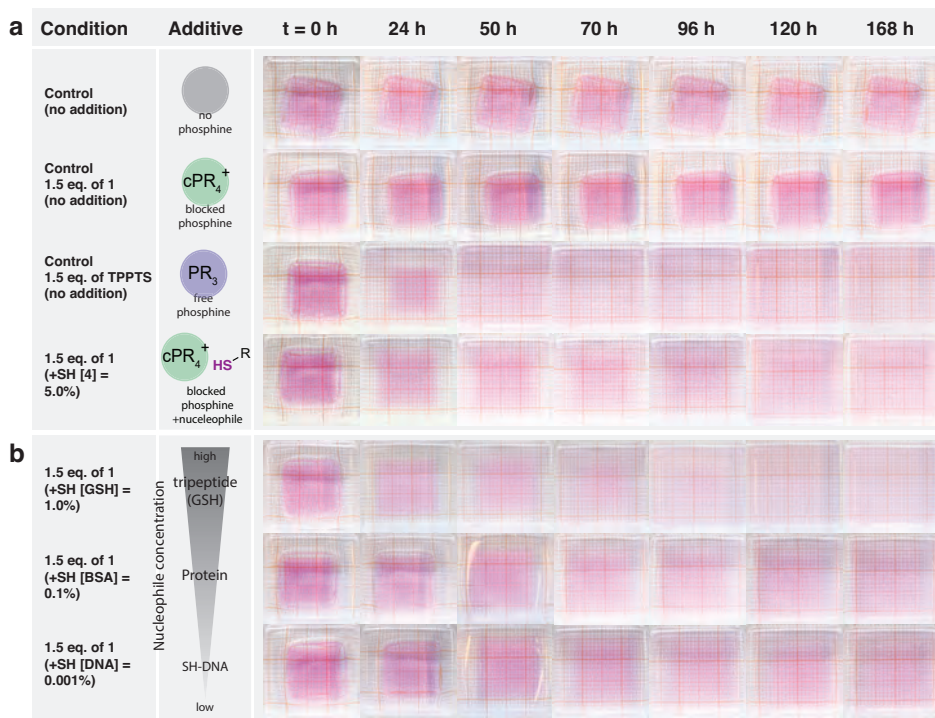 a
Condition Additive t = 0 h 24 h 50 h 70 h 96 h 120 h 168 h
Control
(no addition)
no
phosphine
Control
1.5 eq. of 1
(no addition)
cPR4+
blocked
phosphine
Control
1.5 eq. of TPPTS
(no addition)
PR3
free
phosphine
1.5 eq. of 1
(+SH [4] =
5.0%)
cPR4+ HS R
blocked
phosphine
+nuceleophile
b
1.5 eq. of 1
(+SH [GSH] =
1.0%)
Nucleophile concentration
high
tripeptide
(GSH)
1.5 eq. of 1
(+SH [BSA] =
0.1%)
Protein
1.5 eq. of 1
(+SH [DNA] =
0.001%)
SH-DNA
low